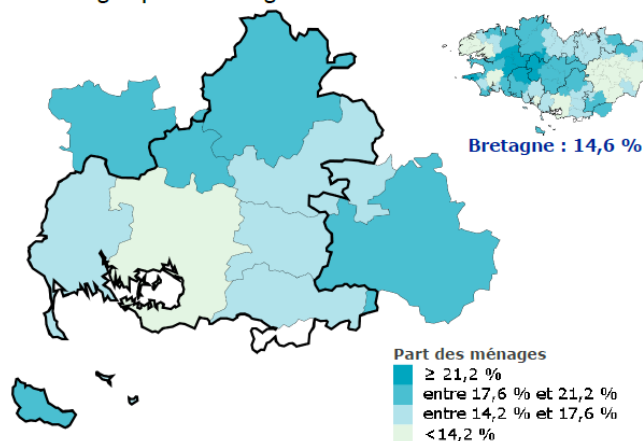 Bretagne : 14,6 %
Part des ménages
≥ 21,2 %
entre 17,6 % et 21,2 %
entre 14,2 % et 17,6 %
<14,2 %